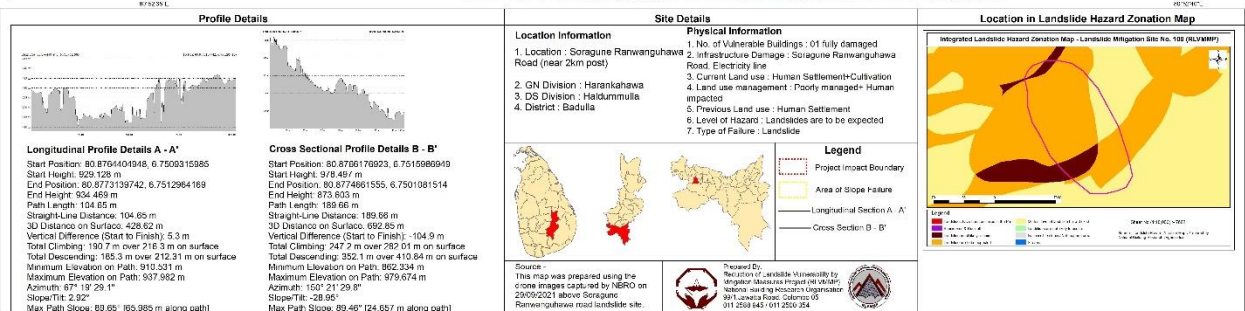 Profile Details
Longitudinal Profile Details A - A'
Start Position: 80.8764404948, 6.7509315985
Start Height: 929.128 m
End Position: 80.8773139742, 6.7512964169
End Height: 934.469 m
Path Length: 104.65 m
Straight-Line Distance: 104.65 m
3D Distance on Surface: 428.62 m
Vertical Difference (Start to Finish): 5.3 m
Total Climbing: 190.7 m over 216.3 m on surface
Total Descending: 185.3 m over 212.31 m on surface
Minimum Elevation on Path: 910.531 m
Maximum Elevation on Path: 937.982 m
Azimuth: 67° 19' 29.1"
Slope/Tilt: 2.92°
Max Path Slope: 89.65° [65.985 m along path]
Cross Sectional Profile Details B - B'
Start Position: 80.8766176923, 6.7515986949
Start Height: 978.497 m
End Position: 80.8774661555, 6.7501081514
End Height: 873.603 m
Path Length: 189.66 m
Straight-Line Distance: 189.66 m
3D Distance on Surface: 692.85 m
Vertical Difference (Start to Finish): -104.9 m
Total Climbing: 247.2 m over 282.01 m on surface
Total Descending: 352.1 m over 410.84 m on surface
Minimum Elevation on Path: 862.334 m
Maximum Elevation on Path: 979.674 m
Azimuth: 150° 21' 29.8"
Slope/Tilt: -28.95°
Max Path Slope: 89.46° [24.657 m along path]
Site Details
Location Information
1. Location : Soragune Ranwanguhawa
Road (near 2km post)
2. GN Division : Harankahawa
3. DS Division : Haldummulla
4. District : Badulla
Physical Information
1. No. of Vulnerable Buildings : 01 fully damaged
2. Infrastructure Damage : Soragune Ranwanguhawa
Road, Electricity line
3. Current Land use : Human Settlement+Cultivation
4. Land use management : Poorly managed+ Human
impacted
5. Previous Land use : Human Settlement
6. Level of Hazard : Landslides are to be expected
7. Type of Failure : Landslide
Legend
Project Impact Boundary
Area of Slope Failure
Longitudinal Section A - A'
Cross Section B - B'
Source -
This map was prepared using the
drone images captured by NBRO on
29/09/2021 above Soragune
Ranwenguhawe road landslide site.
Prepared By,
Reduction of Landslide Vulnerability by
Mitigation Measures Project (RLVMMP)
National Building Research Organisation
99/1, Jawatta Road, Colombo 05
011 2588 945 / 011 2500 354
Location in Landslide Hazard Zonation Map
Integrated Landslide Hazard Zonation Map - Landslide Mitigation Site No. 100 (RLVMMP)
Legend